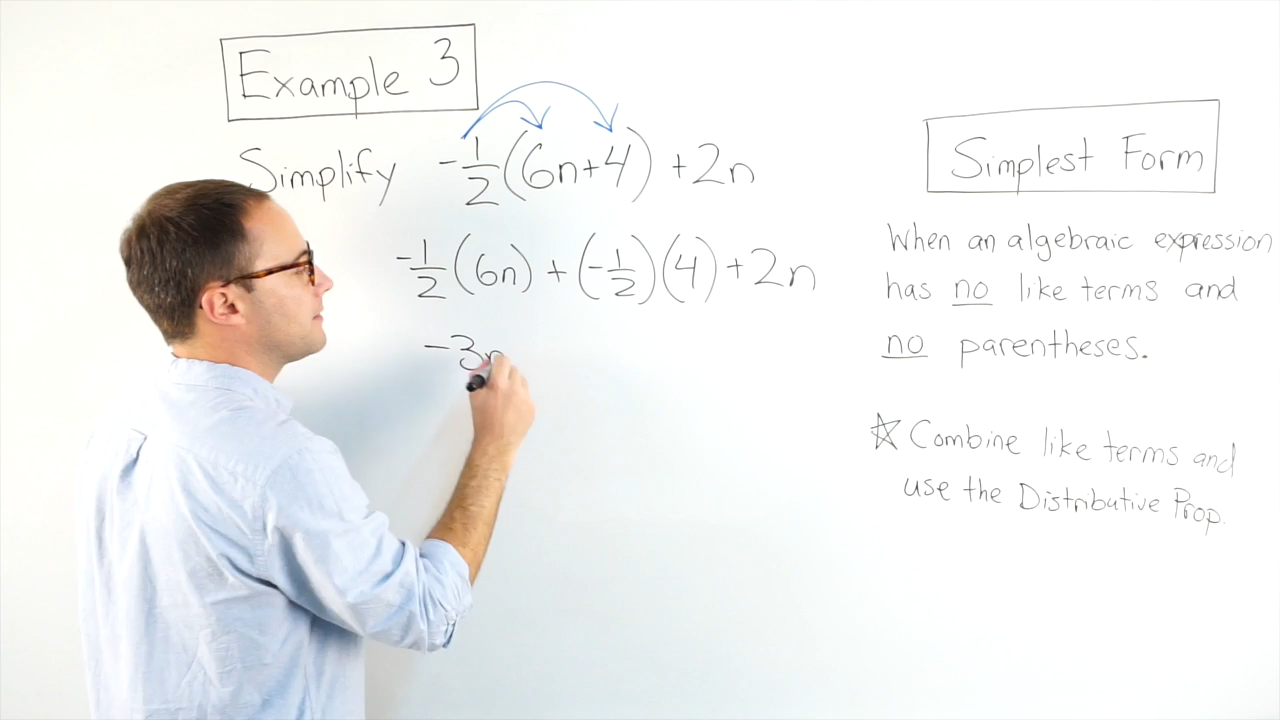 Example 3
Simplify -1/2(6n+4) +2n
-1/2(6n) + (-1/2)(4) +2n
-3n
Simplest Form
When an algebraic expression
has no like terms and
no parentheses.
☆ Combine like terms and
use the Distributive Prop.